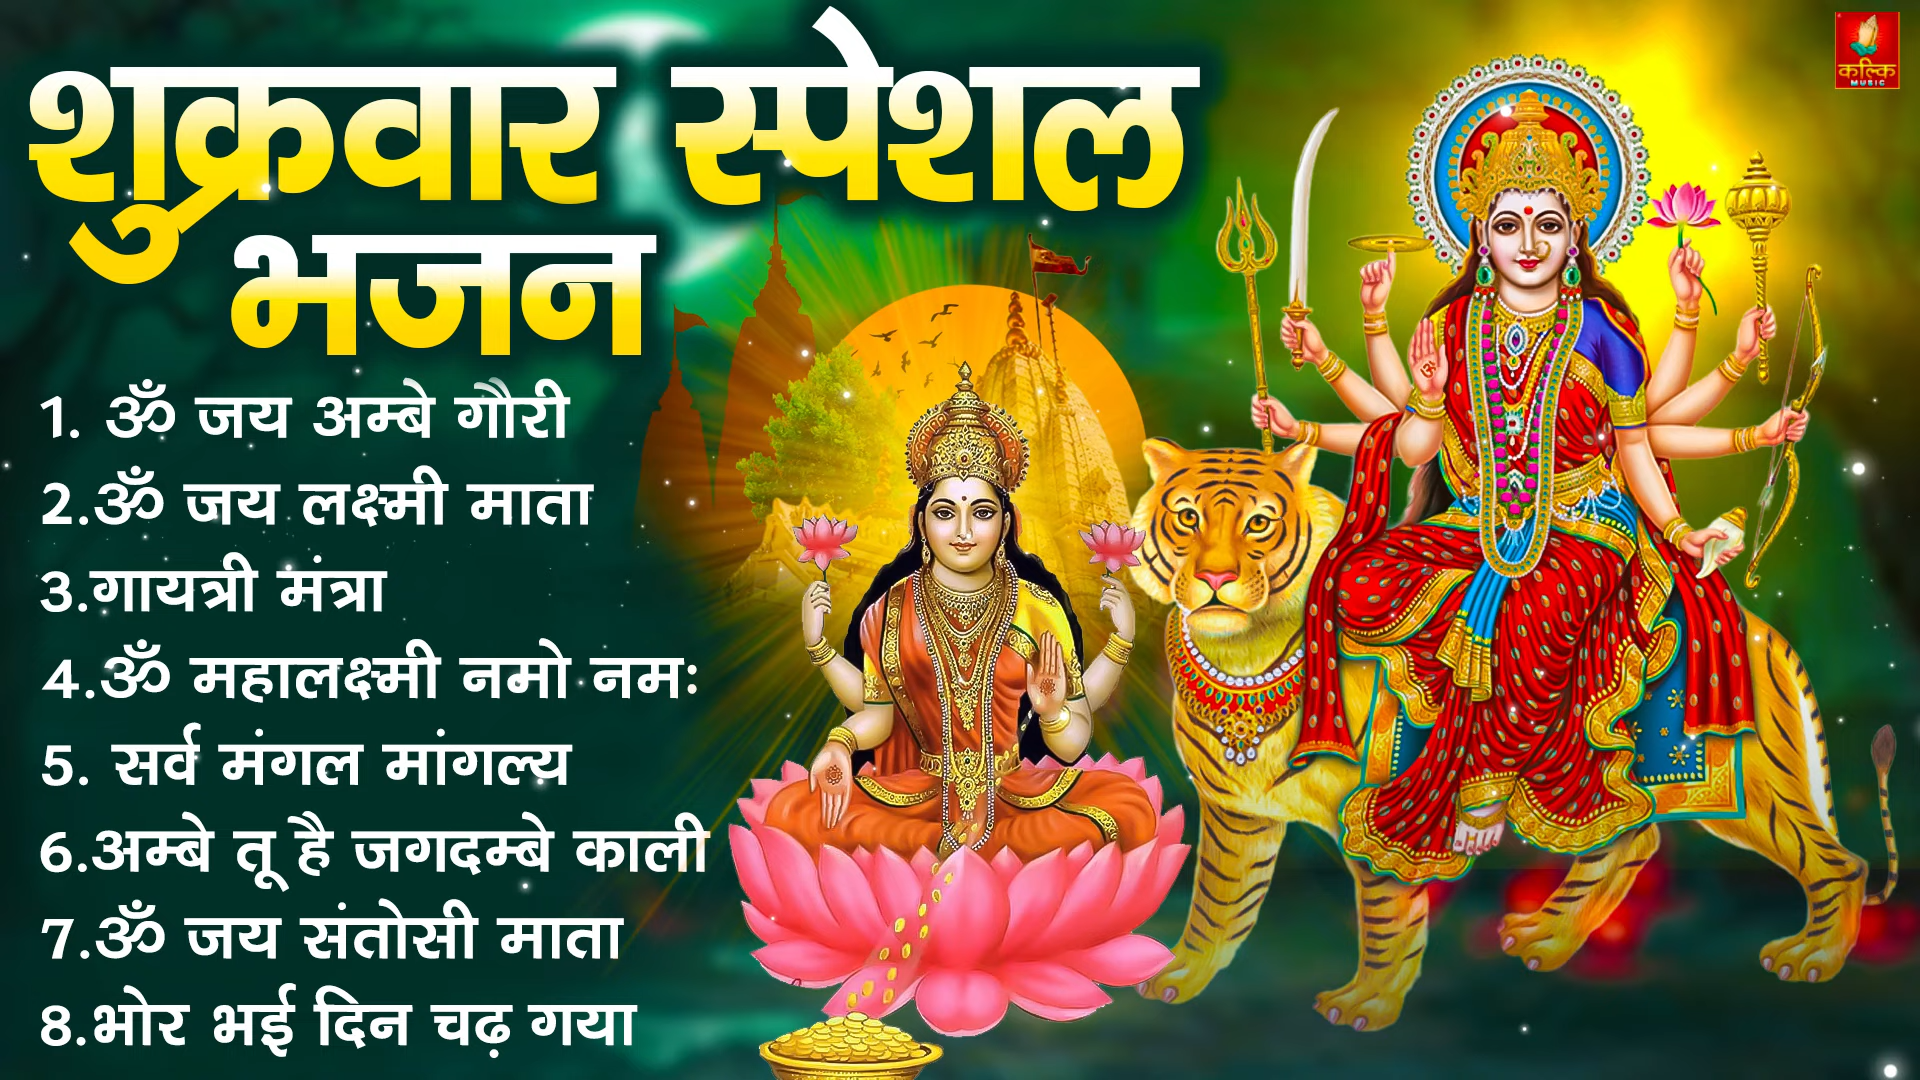 शुक्रवार स्पेशल
भजन
1. ॐ जय अम्बे गौरी
2.ॐ जय लक्ष्मी माता
3.गायत्री मंत्रा
4.ॐ महालक्ष्मी नमो नमः
5. सर्व मंगल मांगल्य
6.अम्बे तू है जगदम्बे काली
7.ॐ जय संतोसी माता
8.भोर भई दिन चढ़ गया
कल्कि
MUSIC
ॐ